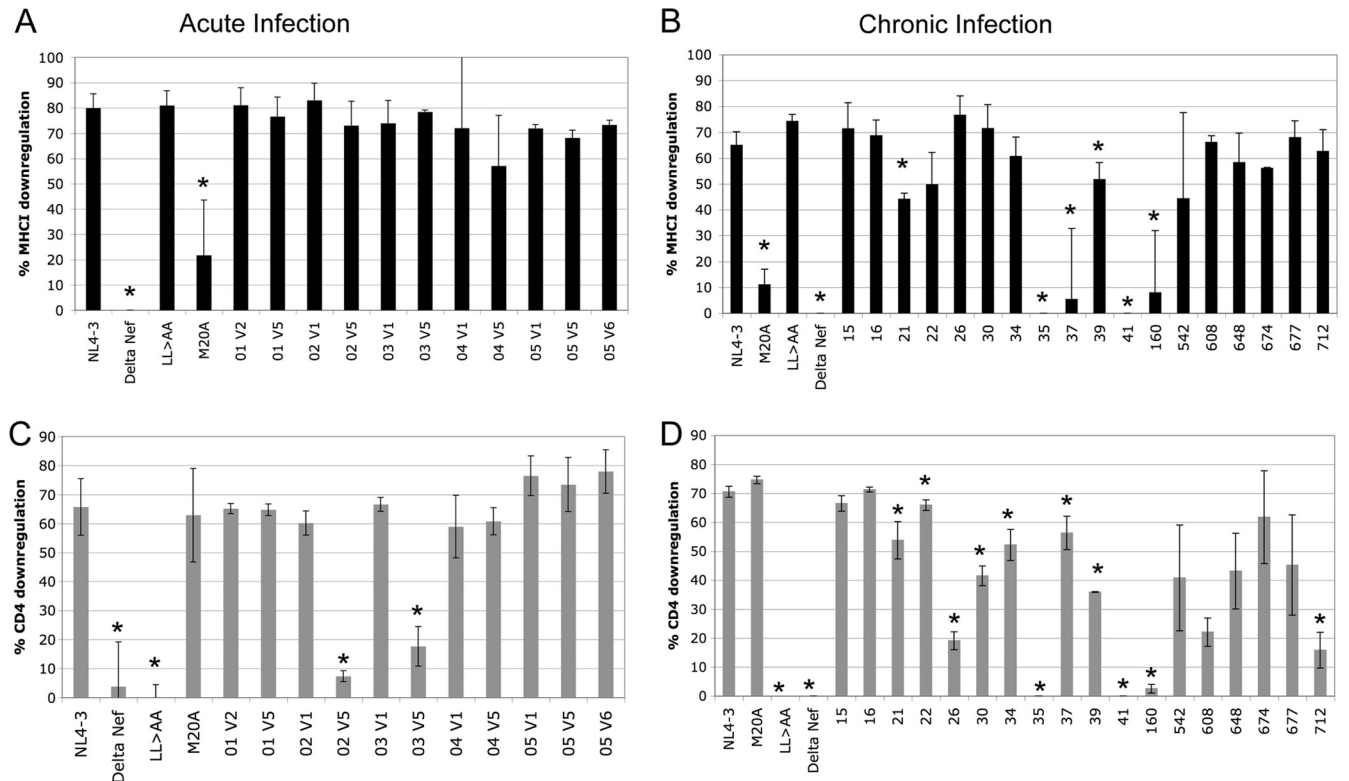 A
Acute Infection
% MHCI downregulation
100
90
80
70
60
50
40
30
20
10
0
*
*
NL4-3
Delta Nef
LL>AA
M20A
01 V2
01 V5
02 V1
02 V5
03 V1
03 V5
04 V1
04 V5
05 V1
05 V5
05 V6
B
Chronic Infection
% MHCI downregulation
100
90
80
70
60
50
40
30
20
10
0
*
*
*
*
*
*
*
*
NL4-3
M20A
LL>AA
Delta Nef
15
16
21
22
26
30
34
35
37
39
41
160
542
608
648
674
677
712
C
% CD4 downregulation
90
80
70
60
50
40
30
20
10
0
*
*
*
*
NL4-3
Delta Nef
LL>AA
M20A
01 V2
01 V5
02 V1
02 V5
03 V1
03 V5
04 V1
04 V5
05 V1
05 V5
05 V6
D
% CD4 downregulation
90
80
70
60
50
40
30
20
10
0
*
*
*
*
*
*
*
*
*
*
*
*
*
NL4-3
M20A
LL>AA
Delta Nef
15
16
21
22
26
30
34
35
37
39
41
160
542
608
648
674
677
712